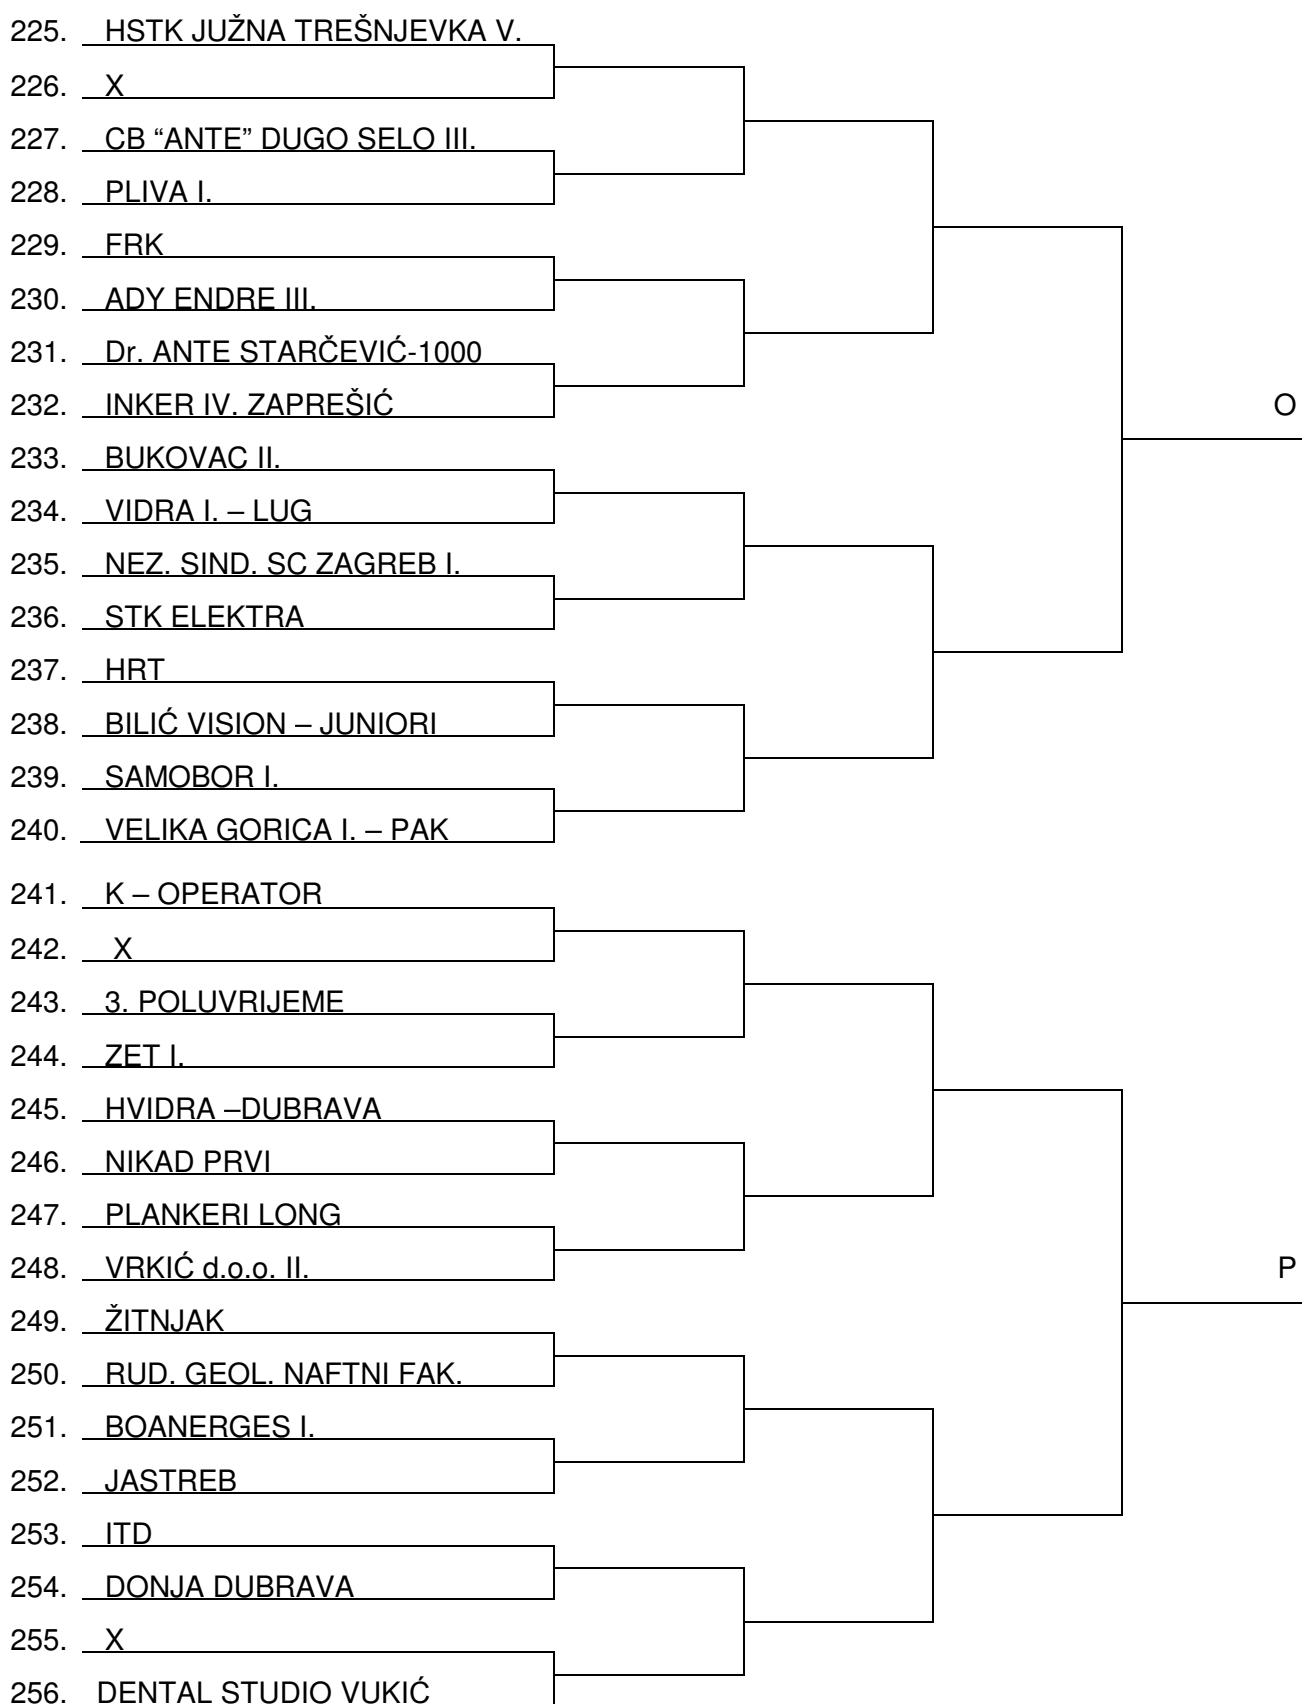 225. HSTK JUŽNA TREŠNJEVKA V.
226. X
227. CB “ANTE” DUGO SELO III.
228. PLIVA I.
229. FRK
230. ADY ENDRE III.
231. Dr. ANTE STARČEVIĆ-1000
232. INKER IV. ZAPREŠIĆ
O
233. BUKOVAC II.
234. VIDRA I. – LUG
235. NEZ. SIND. SC ZAGREB I.
236. STK ELEKTRA
237. HRT
238. BILIĆ VISION – JUNIORI
239. SAMOBOR I.
240. VELIKA GORICA I. – PAK
241. K – OPERATOR
242. X
243. 3. POLUVRIJEME
244. ZET I.
245. HVIDRA –DUBRAVA
246. NIKAD PRVI
247. PLANKERI LONG
248. VRKIĆ d.o.o. II.
P
249. ŽITNJAK
250. RUD. GEOL. NAFTNI FAK.
251. BOANERGES I.
252. JASTREB
253. ITD
254. DONJA DUBRAVA
255. X
256. DENTAL STUDIO VUKIĆ